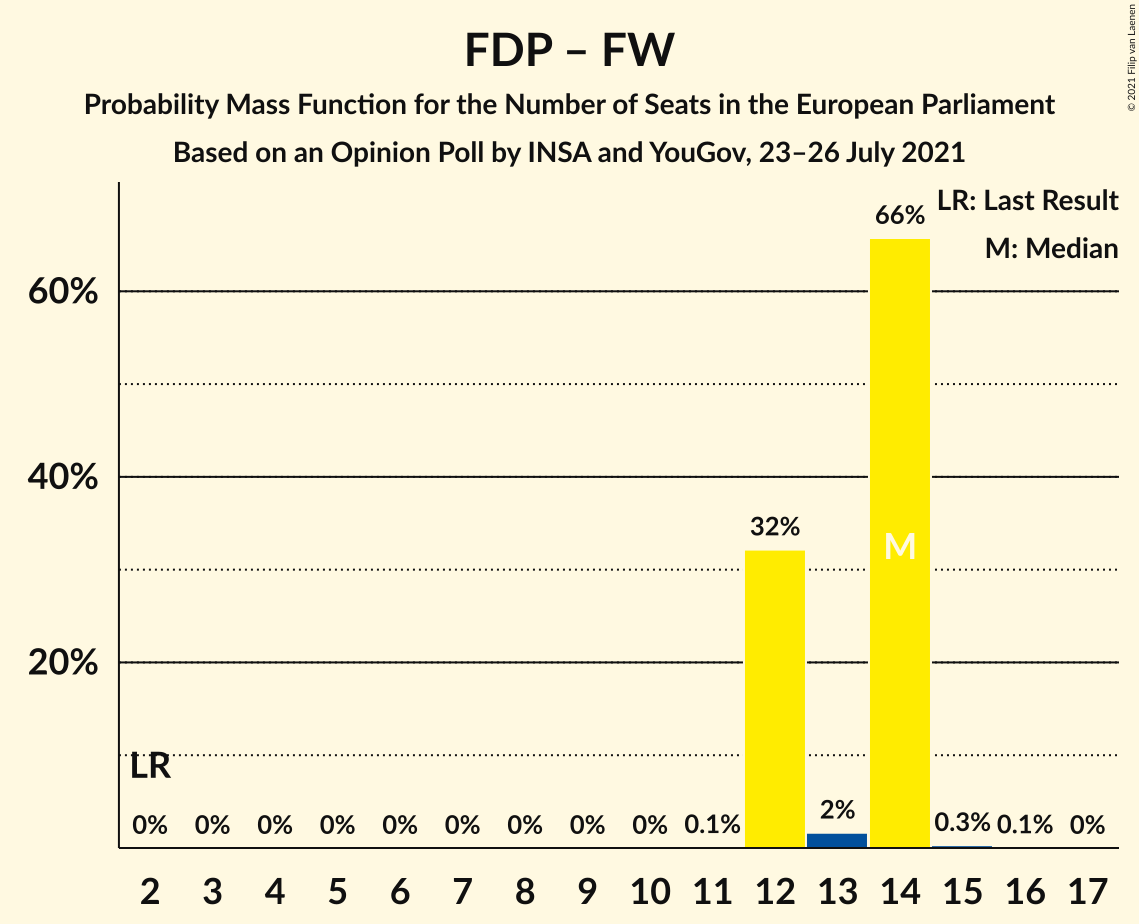 FDP – FW
Probability Mass Function for the Number of Seats in the European Parliament
Based on an Opinion Poll by INSA and YouGov, 23–26 July 2021
© 2021 Filip van Laenen
LR: Last Result
M: Median
60%
40%
20%
LR
M
0% 0% 0% 0% 0% 0% 0% 0% 0% 0.1% 32% 2% 66% 0.3% 0.1% 0%
2 3 4 5 6 7 8 9 10 11 12 13 14 15 16 17